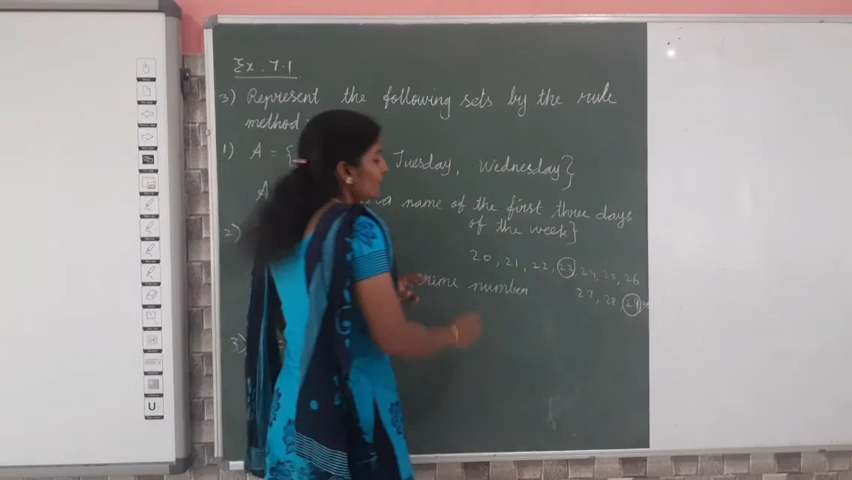 Ex. 7.1
3) Represent the following sets by the rule
method
1) A = { Tuesday, Wednesday}
A a name of the first three days
of the week}
2) 20, 21, 22, 23, 24, 25, 26
27, 28, 29
number
3)